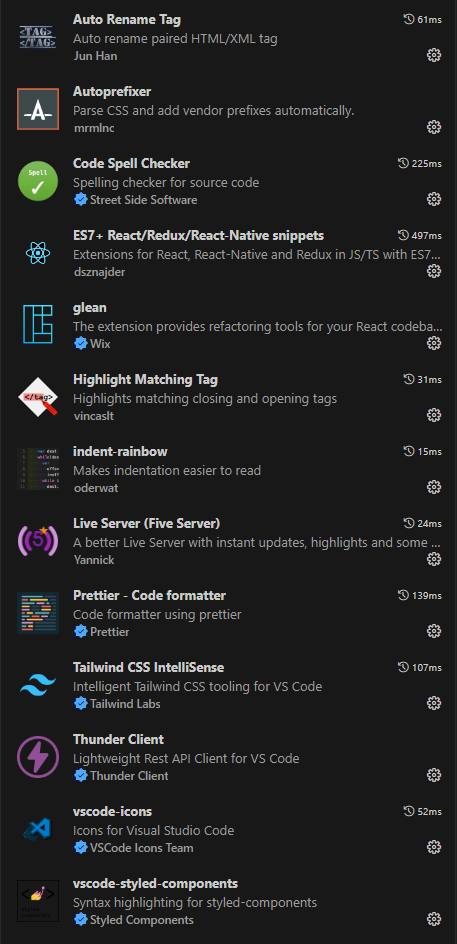 <TAG>
</TAG>
Auto Rename Tag
61ms
Auto rename paired HTML/XML tag
Jun Han
Autoprefixer
Parse CSS and add vendor prefixes automatically.
mrmlnc
Spell
Code Spell Checker
225ms
Spelling checker for source code
Street Side Software
ES7+ React/Redux/React-Native snippets
497ms
Extensions for React, React-Native and Redux in JS/TS with ES7...
dsznajder
glean
The extension provides refactoring tools for your React codeba...
Wix
</tag>
Highlight Matching Tag
31ms
Highlights matching closing and opening tags
vincaslt
indent-rainbow
15ms
Makes indentation easier to read
oderwat
5
Live Server (Five Server)
24ms
A better Live Server with instant updates, highlights and some ...
Yannick
Prettier - Code formatter
139ms
Code formatter using prettier
Prettier
Tailwind CSS IntelliSense
107ms
Intelligent Tailwind CSS tooling for VS Code
Tailwind Labs
Thunder Client
Lightweight Rest API Client for VS Code
Thunder Client
vscode-icons
52ms
Icons for Visual Studio Code
VSCode Icons Team
vscode-styled-components
Syntax highlighting for styled-components
Styled Components